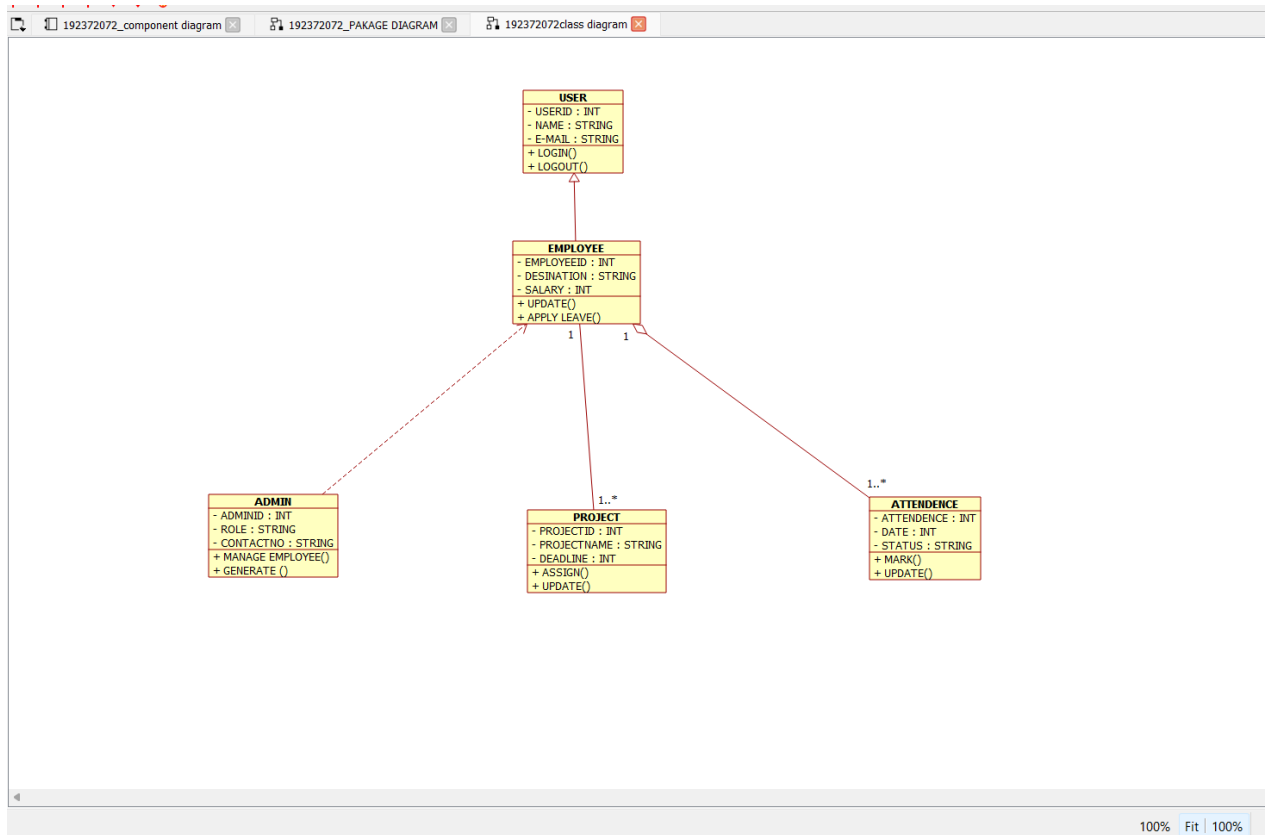 192372072_component diagram
192372072_PAKAGE DIAGRAM
192372072class diagram
USER
- USERID : INT
- NAME : STRING
- E-MAIL : STRING
+ LOGIN()
+ LOGOUT()
EMPLOYEE
- EMPLOYEEID : INT
- DESINATION : STRING
- SALARY : INT
+ UPDATE()
+ APPLY LEAVE()
1
1
1..*
1..*
ADMIN
- ADMINID : INT
- ROLE : STRING
- CONTACTNO : STRING
+ MANAGE EMPLOYEE()
+ GENERATE ()
PROJECT
- PROJECTID : INT
- PROJECTNAME : STRING
- DEADLINE : INT
+ ASSIGN()
+ UPDATE()
ATTENDENCE
- ATTENDENCE : INT
- DATE : INT
- STATUS : STRING
+ MARK()
+ UPDATE()
100% Fit 100%